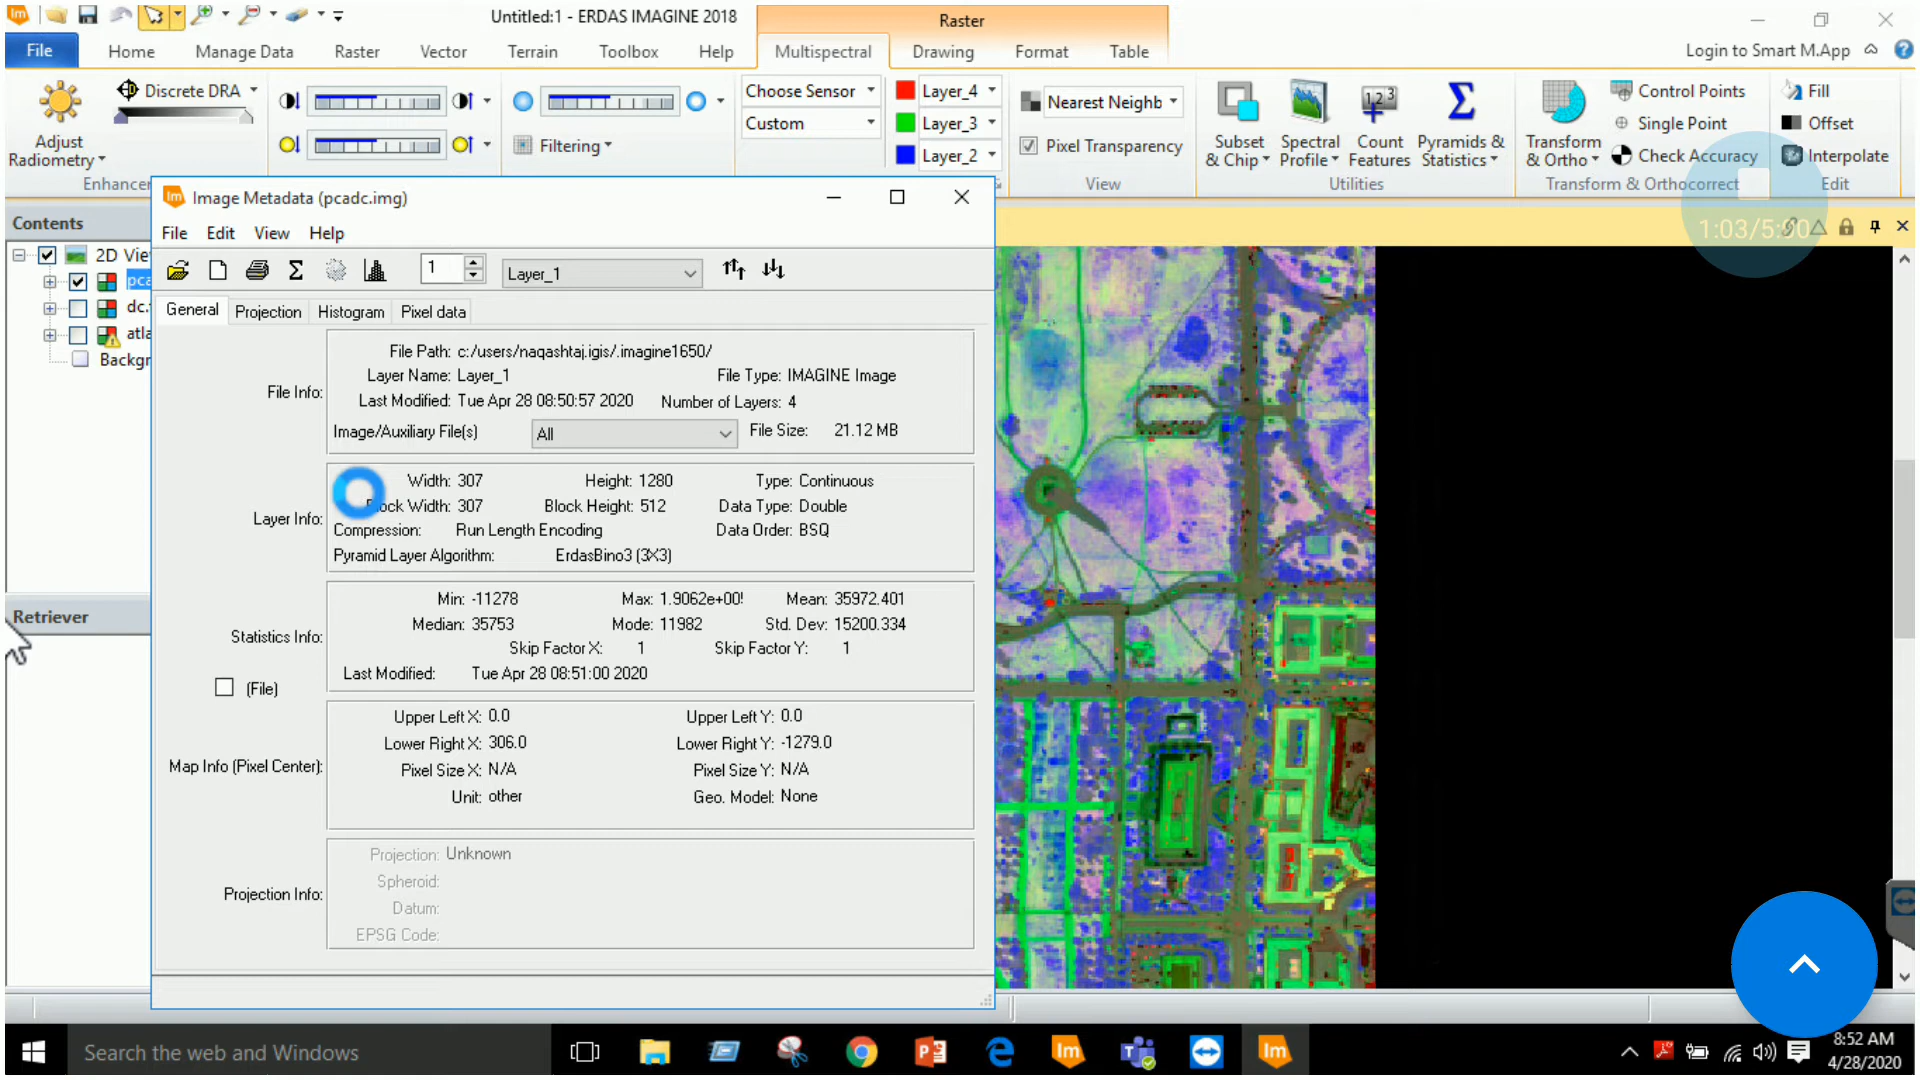 Untitled:1 - ERDAS IMAGINE 2018
Raster
File
Home
Manage Data
Raster
Vector
Terrain
Toolbox
Help
Multispectral
Drawing
Format
Table
Login to Smart M.App
Discrete DRA
Choose Sensor
Layer_4
Nearest Neighb
Control Points
Fill
Custom
Layer_3
Single Point
Offset
Adjust
Radiometry
Filtering
Layer_2
Pixel Transparency
Subset
& Chip
Spectral
Profile
Count
Features
Pyramids &
Statistics
Transform
& Ortho
Check Accuracy
Interpolate
Enhancer
View
Utilities
Transform & Orthocorrect
Edit
Image Metadata (pcadc.img)
Contents
File Edit View Help
2D Vie
pca
dc.
atla
Backgr
1
Layer_1
General
Projection
Histogram
Pixel data
File Info:
File Path: c:/users/naqashtaj.igis/.imagine1650/
Layer Name: Layer_1
File Type: IMAGINE Image
Last Modified: Tue Apr 28 08:50:57 2020
Number of Layers: 4
Image/Auxiliary File(s)
All
File Size: 21.12 MB
Layer Info:
Width: 307
Height: 1280
Type: Continuous
ock Width: 307
Block Height: 512
Data Type: Double
Compression: Run Length Encoding
Data Order: BSQ
Pyramid Layer Algorithm: ErdasBino3 (3X3)
Retriever
Statistics Info:
Min: -11278
Max: 1.9062e+00!
Mean: 35972.401
Median: 35753
Mode: 11982
Std. Dev: 15200.334
Skip Factor X: 1
Skip Factor Y: 1
Last Modified: Tue Apr 28 08:51:00 2020
(File)
Map Info (Pixel Center):
Upper Left X: 0.0
Upper Left Y: 0.0
Lower Right X: 306.0
Lower Right Y: -1279.0
Pixel Size X: N/A
Pixel Size Y: N/A
Unit: other
Geo. Model: None
Projection Info:
Projection: Unknown
Spheroid:
Datum:
EPSG Code:
Search the web and Windows
8:52 AM
4/28/2020